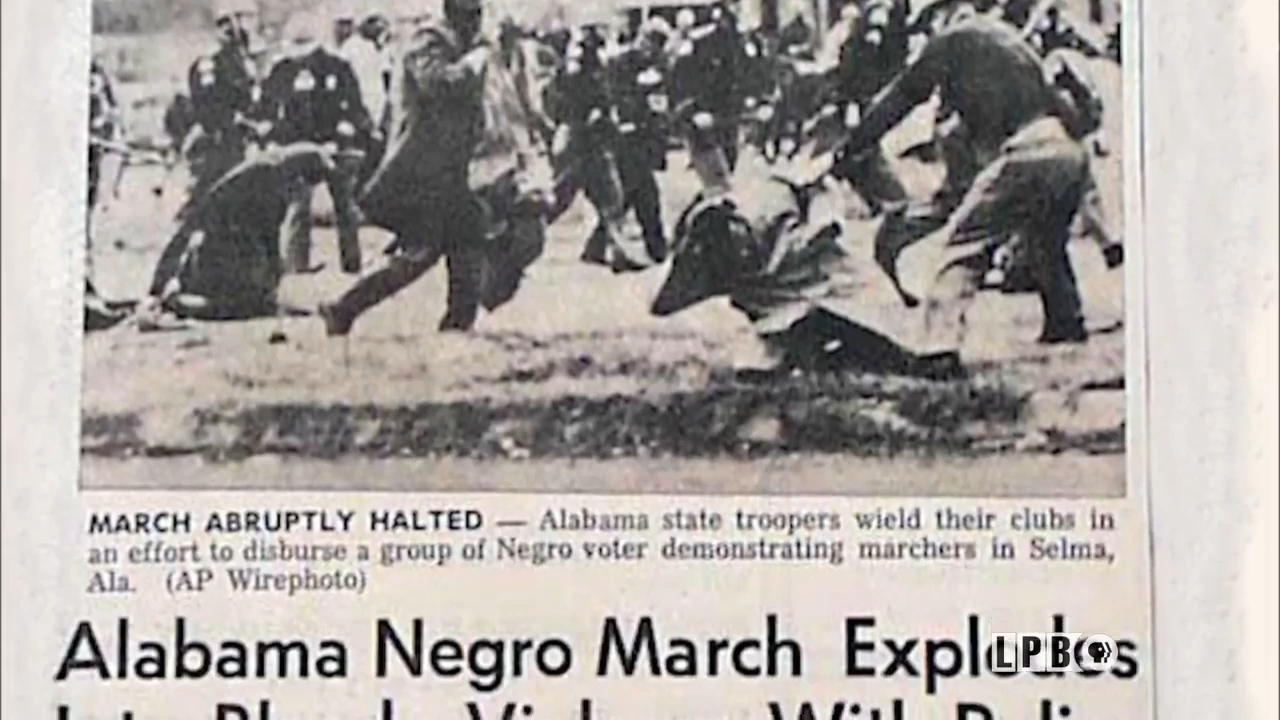 MARCH ABRUPTLY HALTED — Alabama state troopers wield their clubs in
an effort to disburse a group of Negro voter demonstrating marchers in Selma,
Ala. (AP Wirephoto)
Alabama Negro March Explodes
LPB